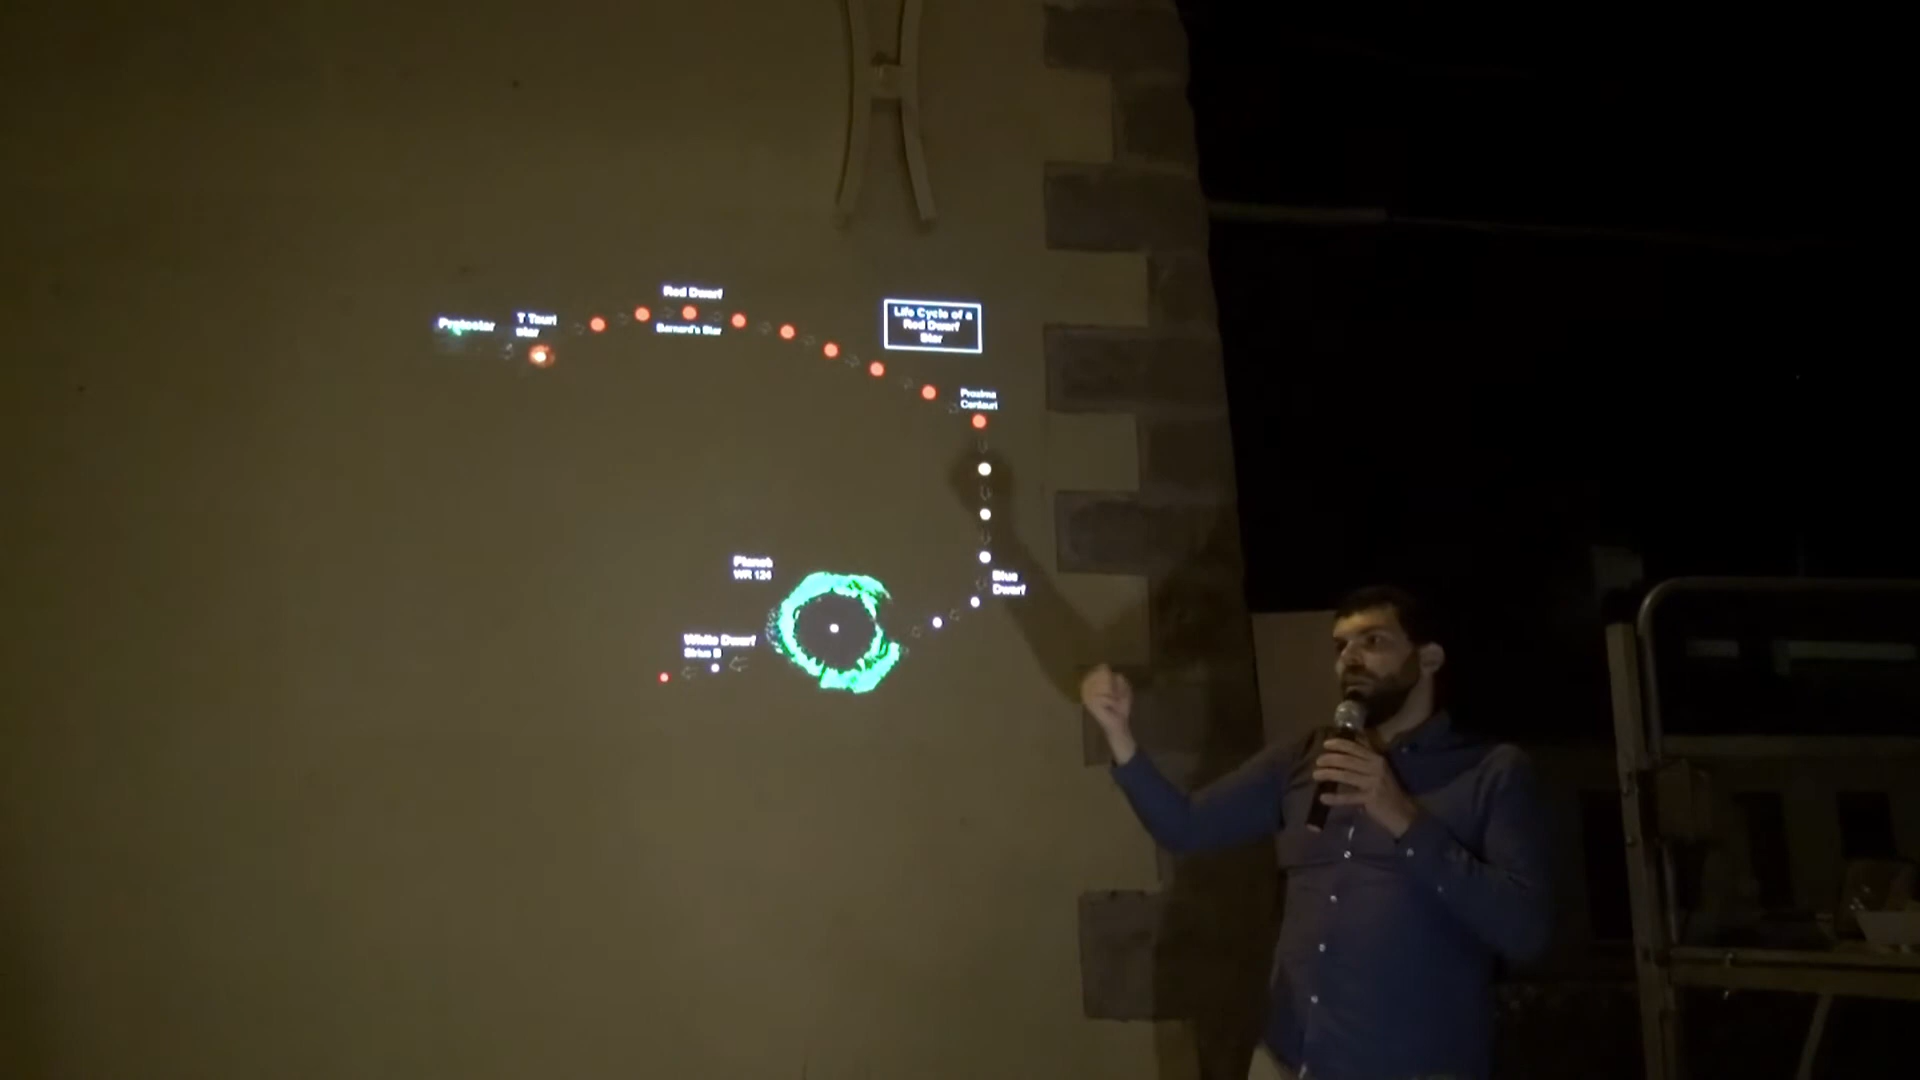 Red Dwarf
Protostar
T Tauri
star
Barnard's Star
Life Cycle of a
Red Dwarf
Star
Proxima
Centauri
Blue
Dwarf
WR 124
White Dwarf
Sirius B